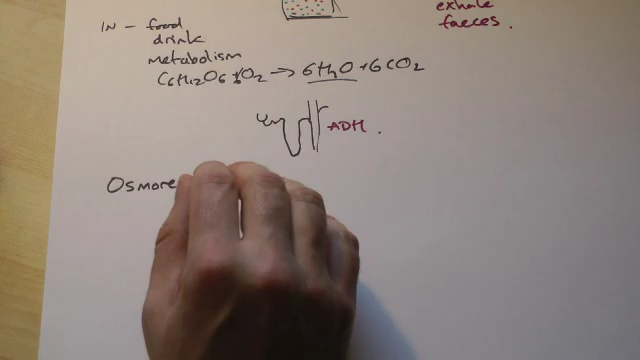 IN - food
drink
metabolism
C6H12O6 + 6O2 → 6H2O + 6CO2
exhale
faeces.
ADH.
Osmore